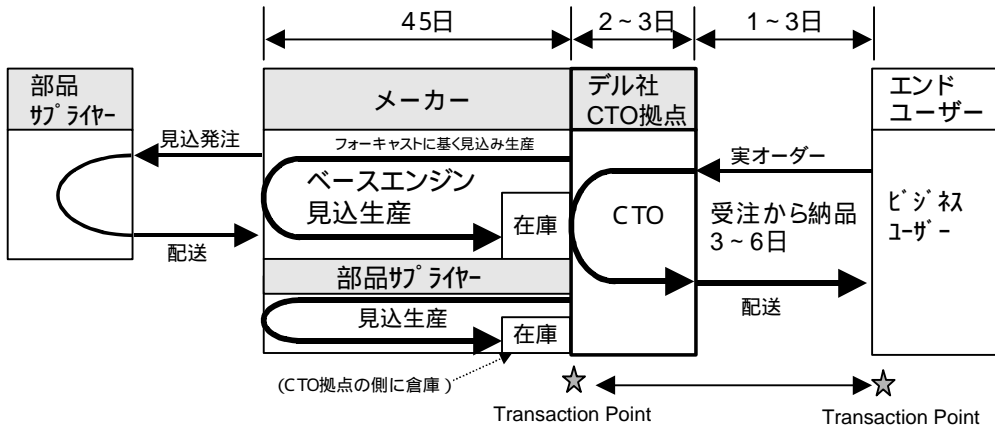 45日
2~3日
1~3日
部品
ｻﾌﾟﾗｲﾔｰ
メーカー
デル社
CTO拠点
エンド
ユーザー
見込発注
フォーキャストに基く見込み生産
実オーダー
ベースエンジン
見込生産
在庫
CTO
受注から納品
3~6日
ﾋﾞｼﾞﾈｽ
ﾕｰｻﾞｰ
配送
部品ｻﾌﾟﾗｲﾔｰ
配送
見込生産
在庫
(CTO拠点の側に倉庫)
Transaction Point
Transaction Point